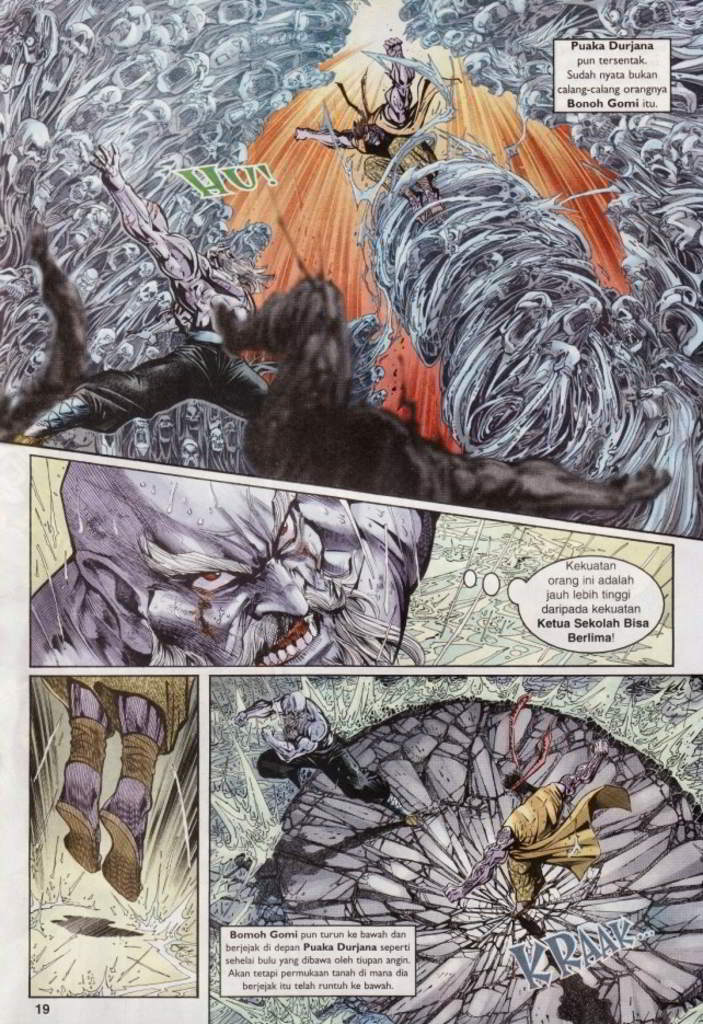 Puaka Durjana
pun tersentak.
Sudah nyata bukan
calang-calang orangnya
Bonoh Gomi itu.
HU!
Kekuatan
orang ini adalah
jauh lebih tinggi
daripada kekuatan
Ketua Sekolah Bisa
Berlima!
Bomoh Gomi pun turun ke bawah dan
berjejak di depan Puaka Durjana seperti
sehelai bulu yang dibawa oleh tiupan angin.
Akan tetapi permukaan tanah di mana dia
berjejak itu telah runtuh ke bawah.
KRAAK...
19